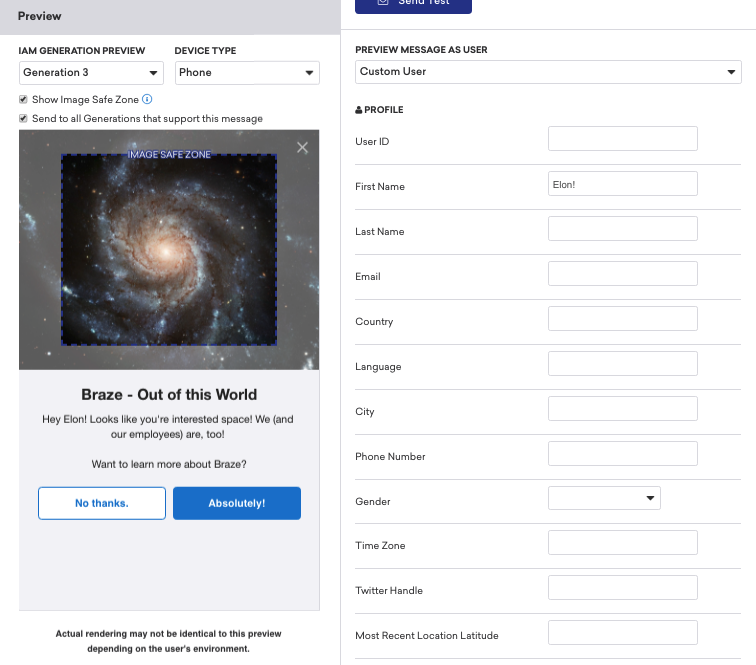 Preview
IAM GENERATION PREVIEW
DEVICE TYPE
Generation 3
Phone
Show Image Safe Zone
Send to all Generations that support this message
IMAGE SAFE ZONE
Braze - Out of this World
Hey Elon! Looks like you're interested space! We (and
our employees) are, too!
Want to learn more about Braze?
No thanks.
Absolutely!
Actual rendering may not be identical to this preview
depending on the user's environment.
Send Test
PREVIEW MESSAGE AS USER
Custom User
PROFILE
User ID
First Name
Elon!
Last Name
Email
Country
Language
City
Phone Number
Gender
Time Zone
Twitter Handle
Most Recent Location Latitude